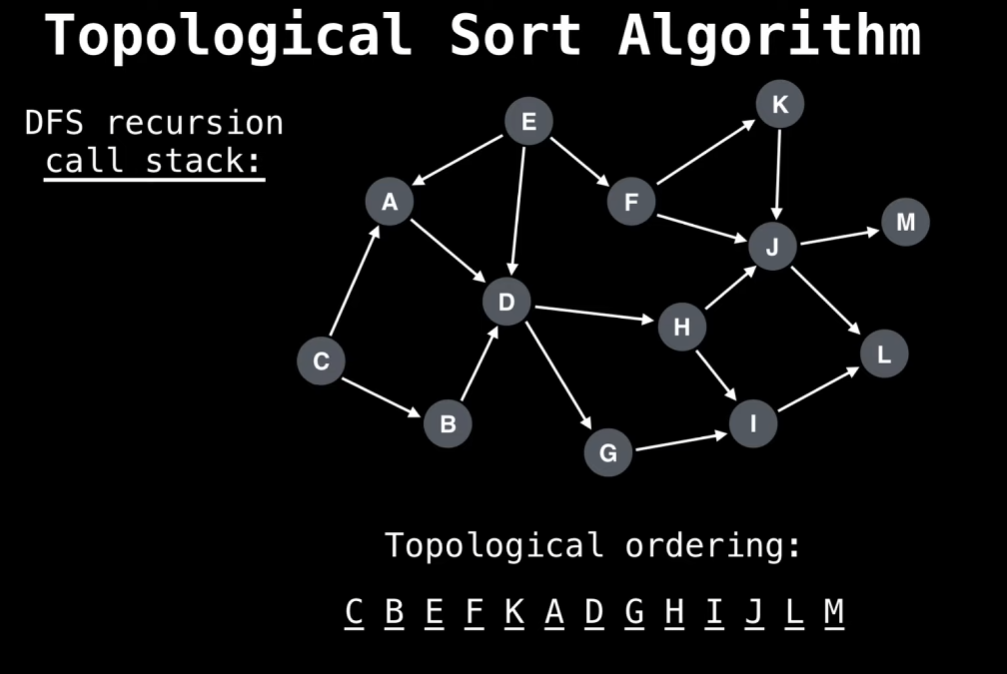 Topological Sort Algorithm
DFS recursion
call stack:
E
K
A
F
M
J
D
H
C
L
B
I
G
Topological ordering:
C B E F K A D G H I J L M